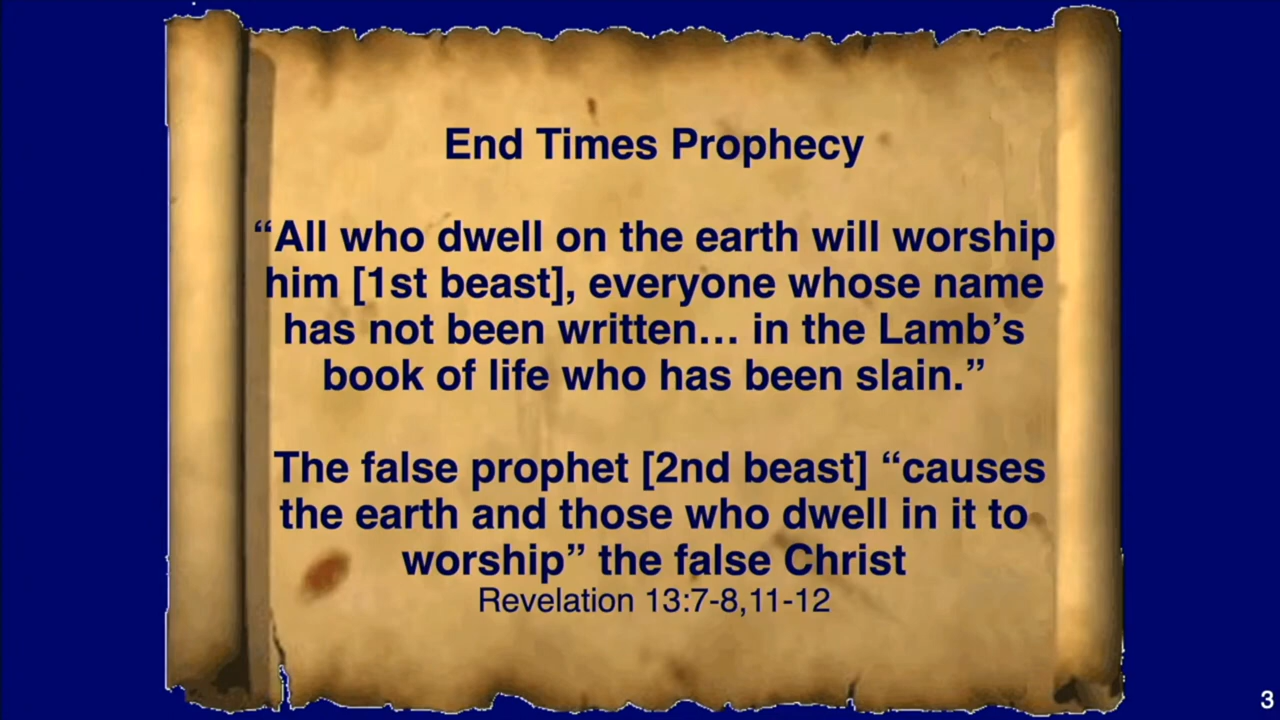 End Times Prophecy
“All who dwell on the earth will worship
him [1st beast], everyone whose name
has not been written... in the Lamb’s
book of life who has been slain.”
The false prophet [2nd beast] “causes
the earth and those who dwell in it to
worship” the false Christ
Revelation 13:7-8,11-12
3